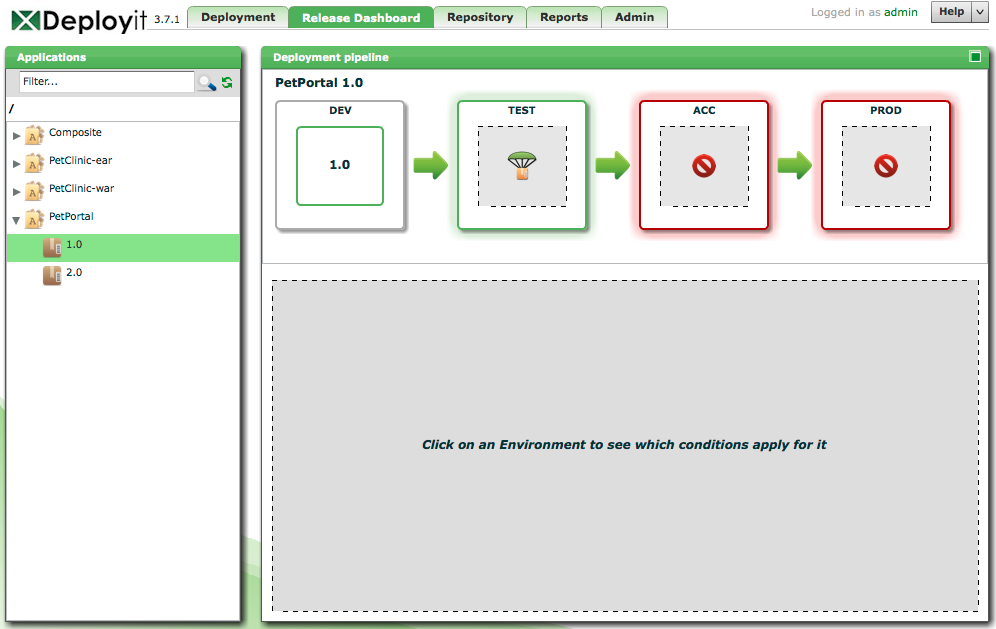 Deployit 3.7.1
Deployment Release Dashboard Repository Reports Admin
Logged in as admin
Help
Applications
Filter...
/
A Composite
A PetClinic-ear
A PetClinic-war
A PetPortal
1.0
2.0
Deployment pipeline
PetPortal 1.0
DEV TEST ACC PROD
1.0
Click on an Environment to see which conditions apply for it